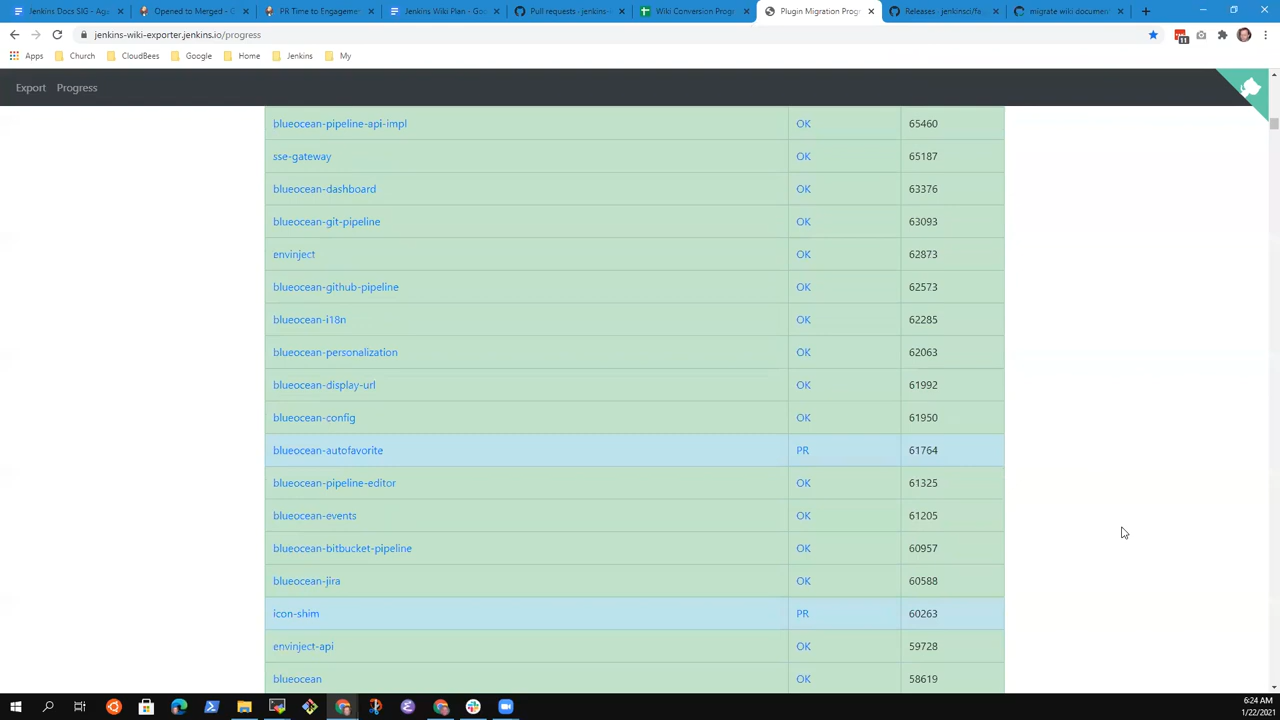 Jenkins Docs SIG - Age
Opened to Merged - G
PR Time to Engageme
Jenkins Wiki Plan - Goo
Pull requests · jenkins-
Wiki Conversion Progr
Plugin Migration Prog
Releases · jenkinsci/fa
migrate wiki documen
jenkins-wiki-exporter.jenkins.io/progress
11
Apps
Church
CloudBees
Google
Home
Jenkins
My
Export
Progress
blueocean-pipeline-api-impl OK 65460
sse-gateway OK 65187
blueocean-dashboard OK 63376
blueocean-git-pipeline OK 63093
envinject OK 62873
blueocean-github-pipeline OK 62573
blueocean-i18n OK 62285
blueocean-personalization OK 62063
blueocean-display-url OK 61992
blueocean-config OK 61950
blueocean-autofavorite PR 61764
blueocean-pipeline-editor OK 61325
blueocean-events OK 61205
blueocean-bitbucket-pipeline OK 60957
blueocean-jira OK 60588
icon-shim PR 60263
envinject-api OK 59728
blueocean OK 58619
6:24 AM
1/22/2021